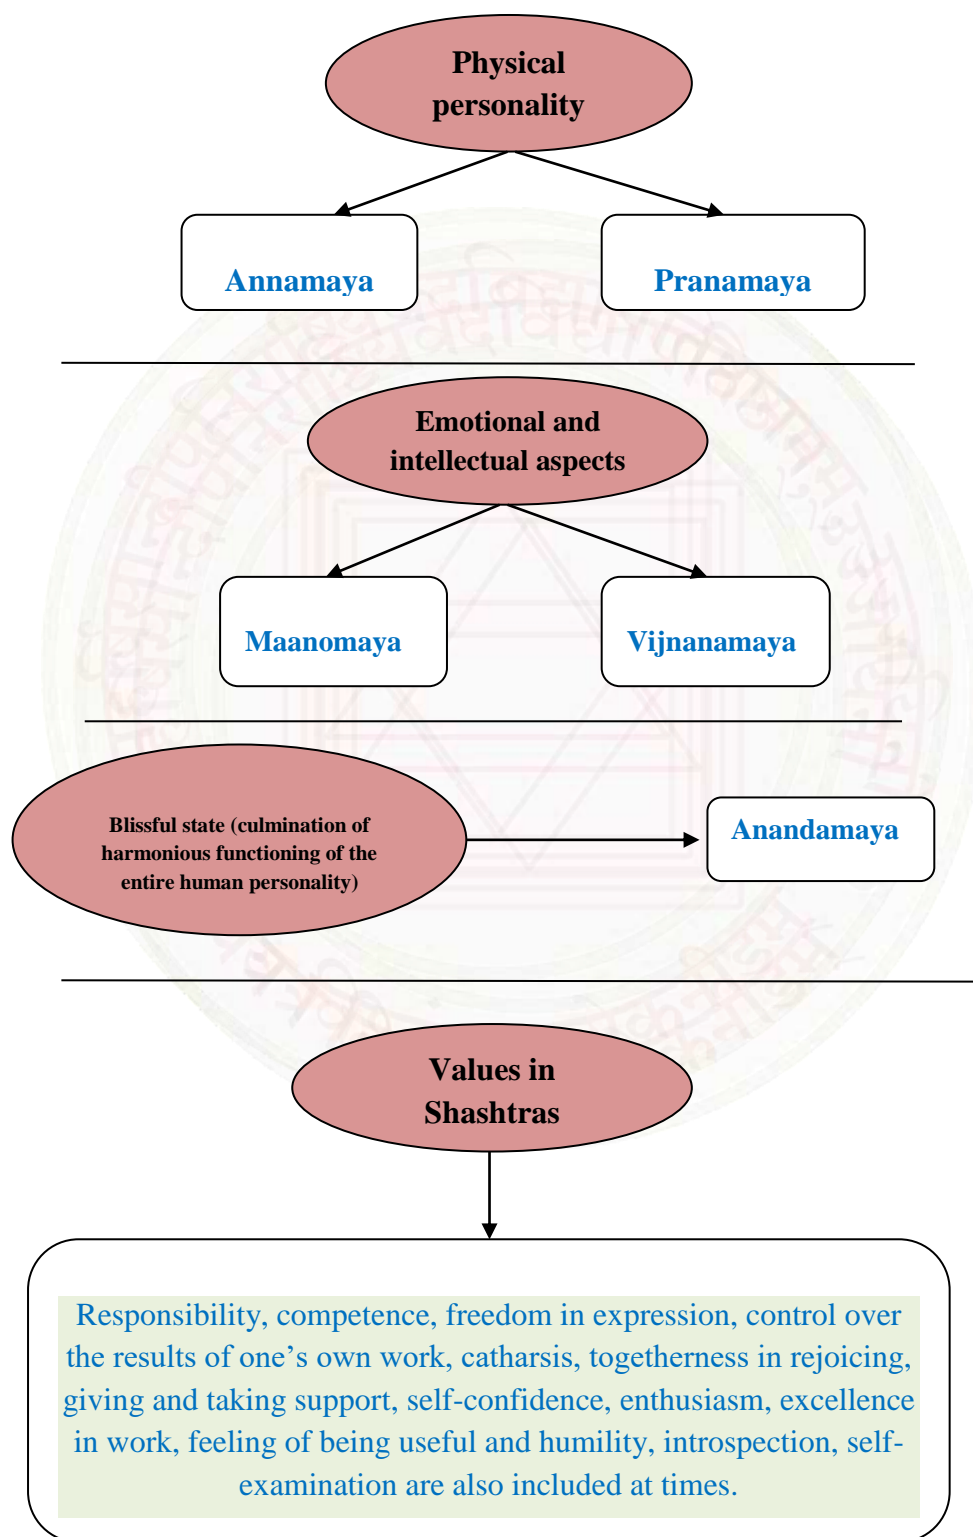 Physical
personality
Annamaya
Pranamaya
Emotional and
intellectual aspects
Maanomaya
Vijnanamaya
Blissful state (culmination of
harmonious functioning of the
entire human personality)
Anandamaya
Values in
Shashtras
Responsibility, competence, freedom in expression, control over
the results of one’s own work, catharsis, togetherness in rejoicing,
giving and taking support, self-confidence, enthusiasm, excellence
in work, feeling of being useful and humility, introspection, self-
examination are also included at times.